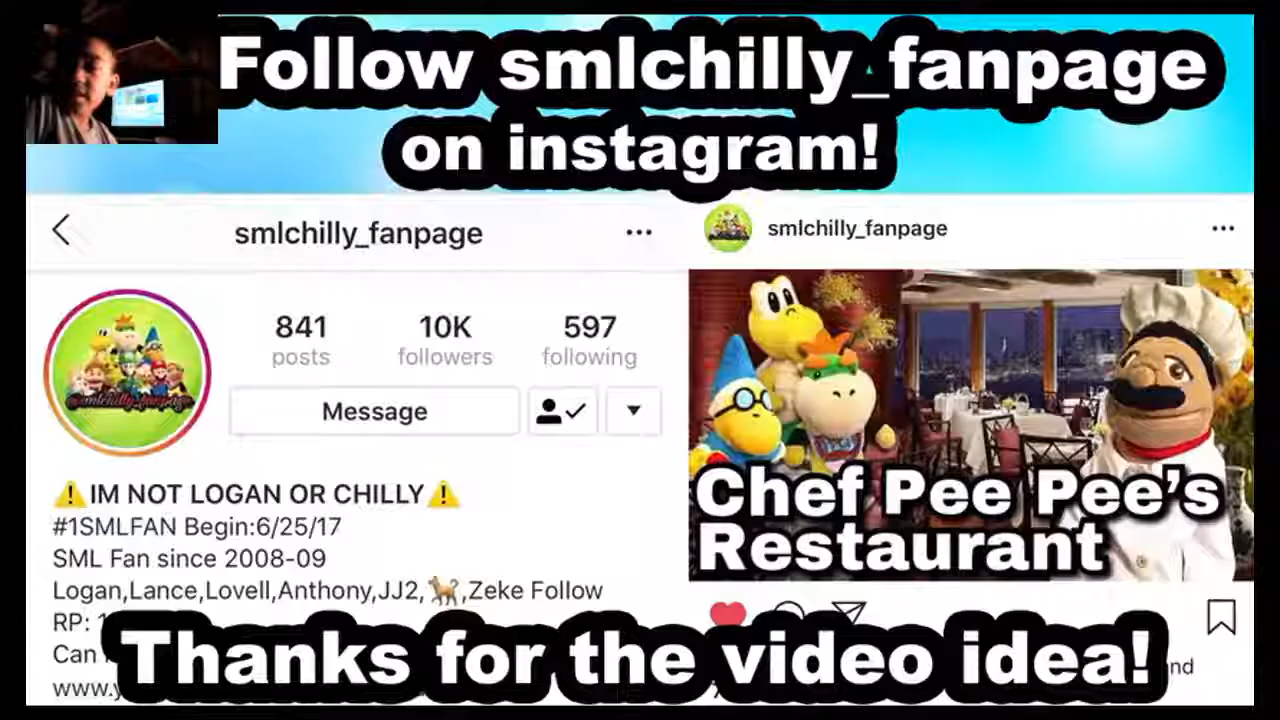 Follow smlchilly_fanpage
on instagram!
smlchilly_fanpage
841
posts
10K
followers
597
following
Message
⚠️IM NOT LOGAN OR CHILLY⚠️
#1SMLFAN Begin:6/25/17
SML Fan since 2008-09
Logan,Lance,Lovell,Anthony,JJ2,🐕,Zeke Follow
RP:
Can
smlchilly_fanpage
Chef Pee Pee's
Restaurant
Thanks for the video idea!